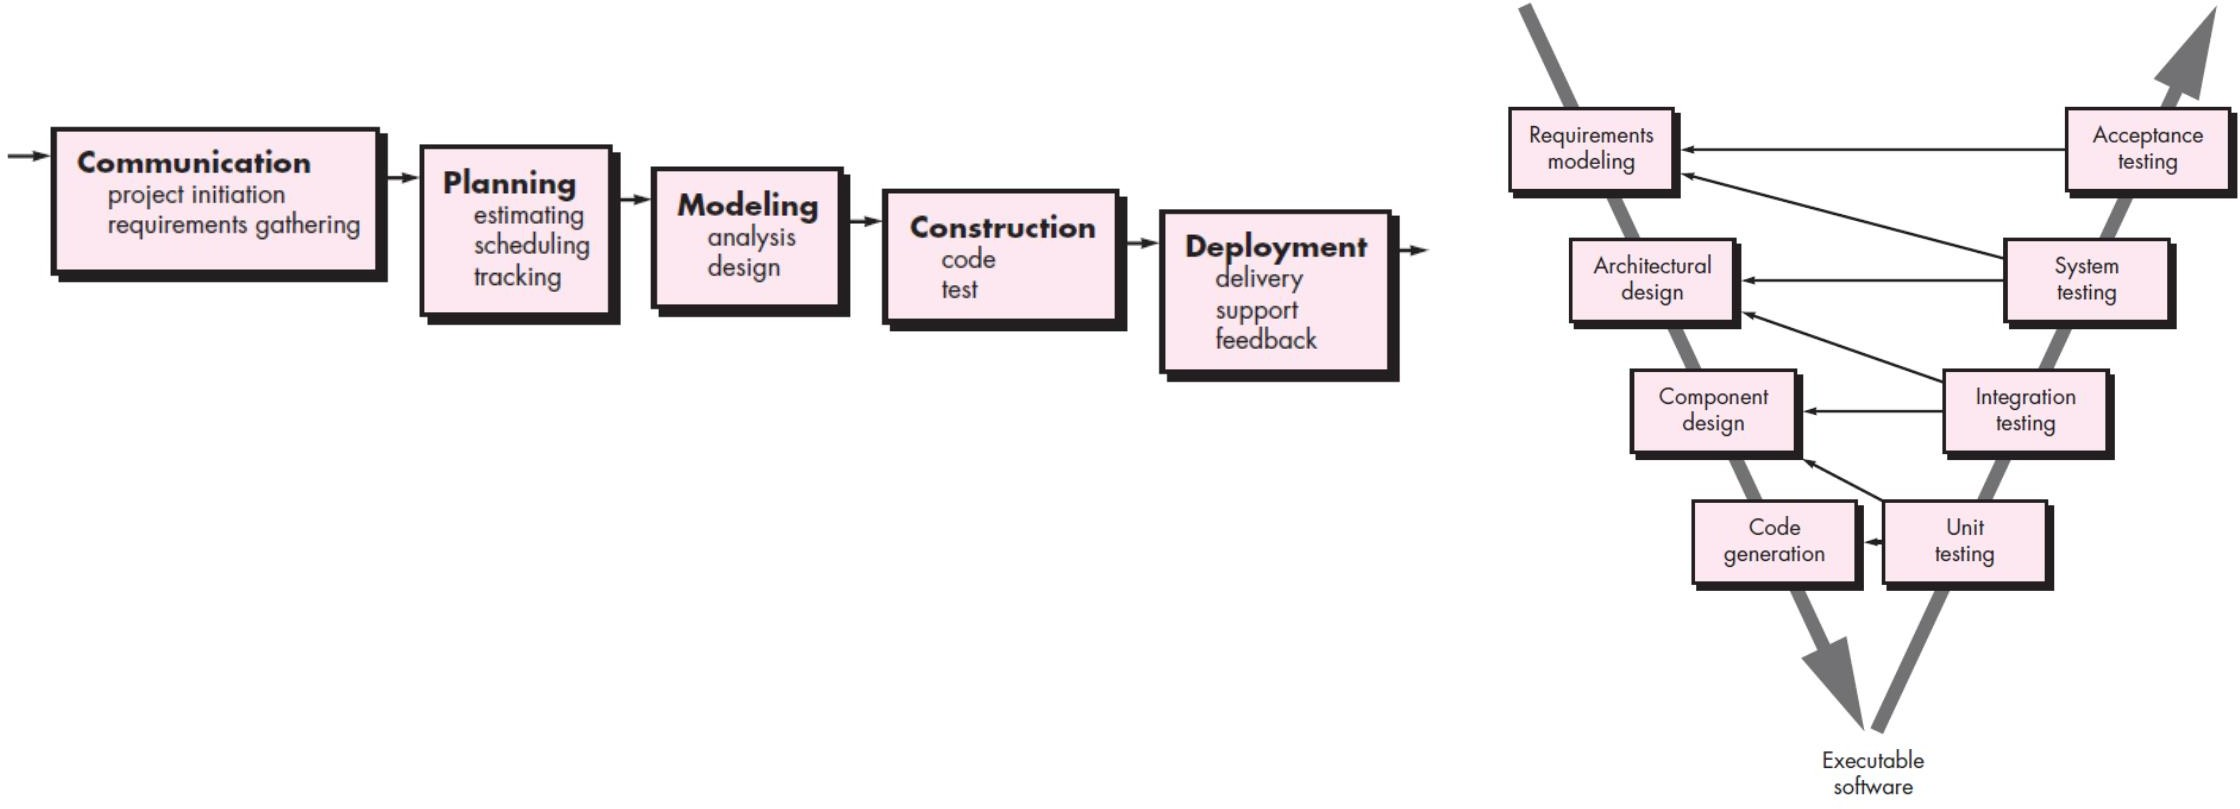 Communication
project initiation
requirements gathering
Planning
estimating
scheduling
tracking
Modeling
analysis
design
Construction
code
test
Deployment
delivery
support
feedback
Requirements
modeling
Acceptance
testing
Architectural
design
System
testing
Component
design
Integration
testing
Code
generation
Unit
testing
Executable
software